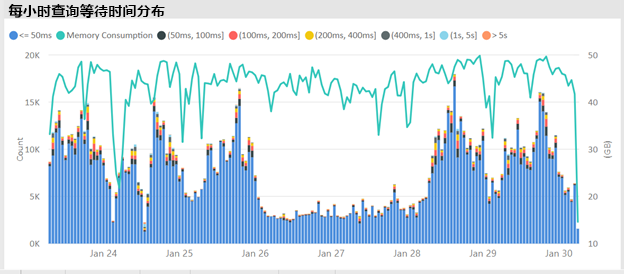 每小时查询等待时间分布
<= 50ms Memory Consumption (50ms, 100ms] (100ms, 200ms] (200ms, 400ms] (400ms, 1s] (1s, 5s] > 5s
20K 50
15K 40
10K 30
5K 20
0K 10
Count
(GB)
Jan 24 Jan 25 Jan 26 Jan 27 Jan 28 Jan 29 Jan 30